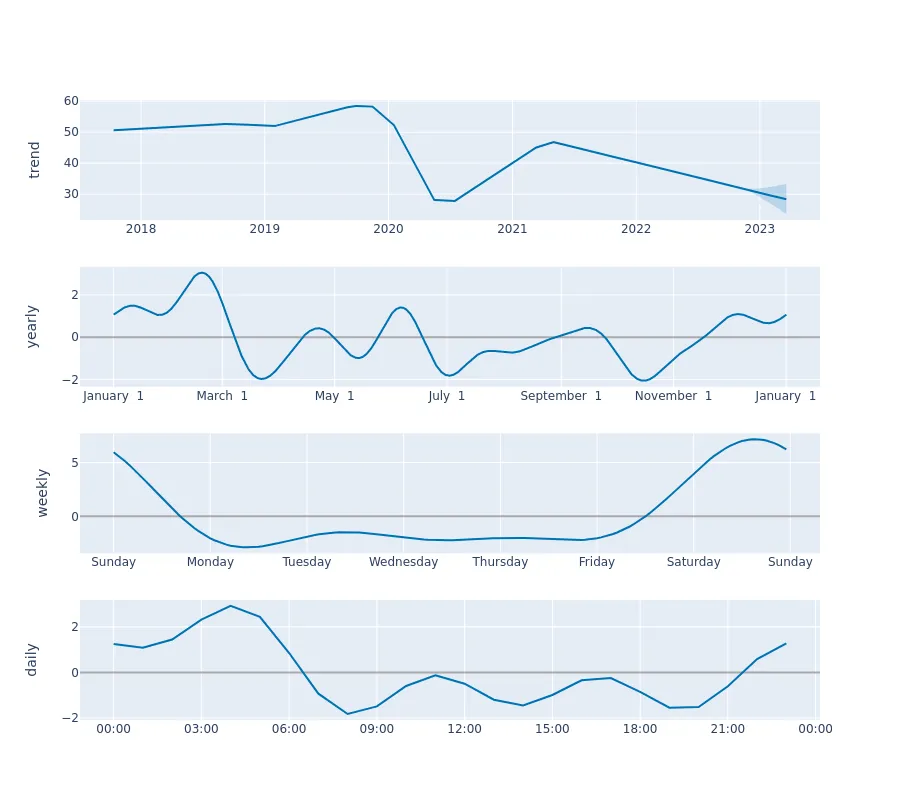 60
50
40
30
trend
2018 2019 2020 2021 2022 2023
2
0
−2
yearly
January 1 March 1 May 1 July 1 September 1 November 1 January 1
5
0
weekly
Sunday Monday Tuesday Wednesday Thursday Friday Saturday Sunday
2
0
−2
daily
00:00 03:00 06:00 09:00 12:00 15:00 18:00 21:00 00:00